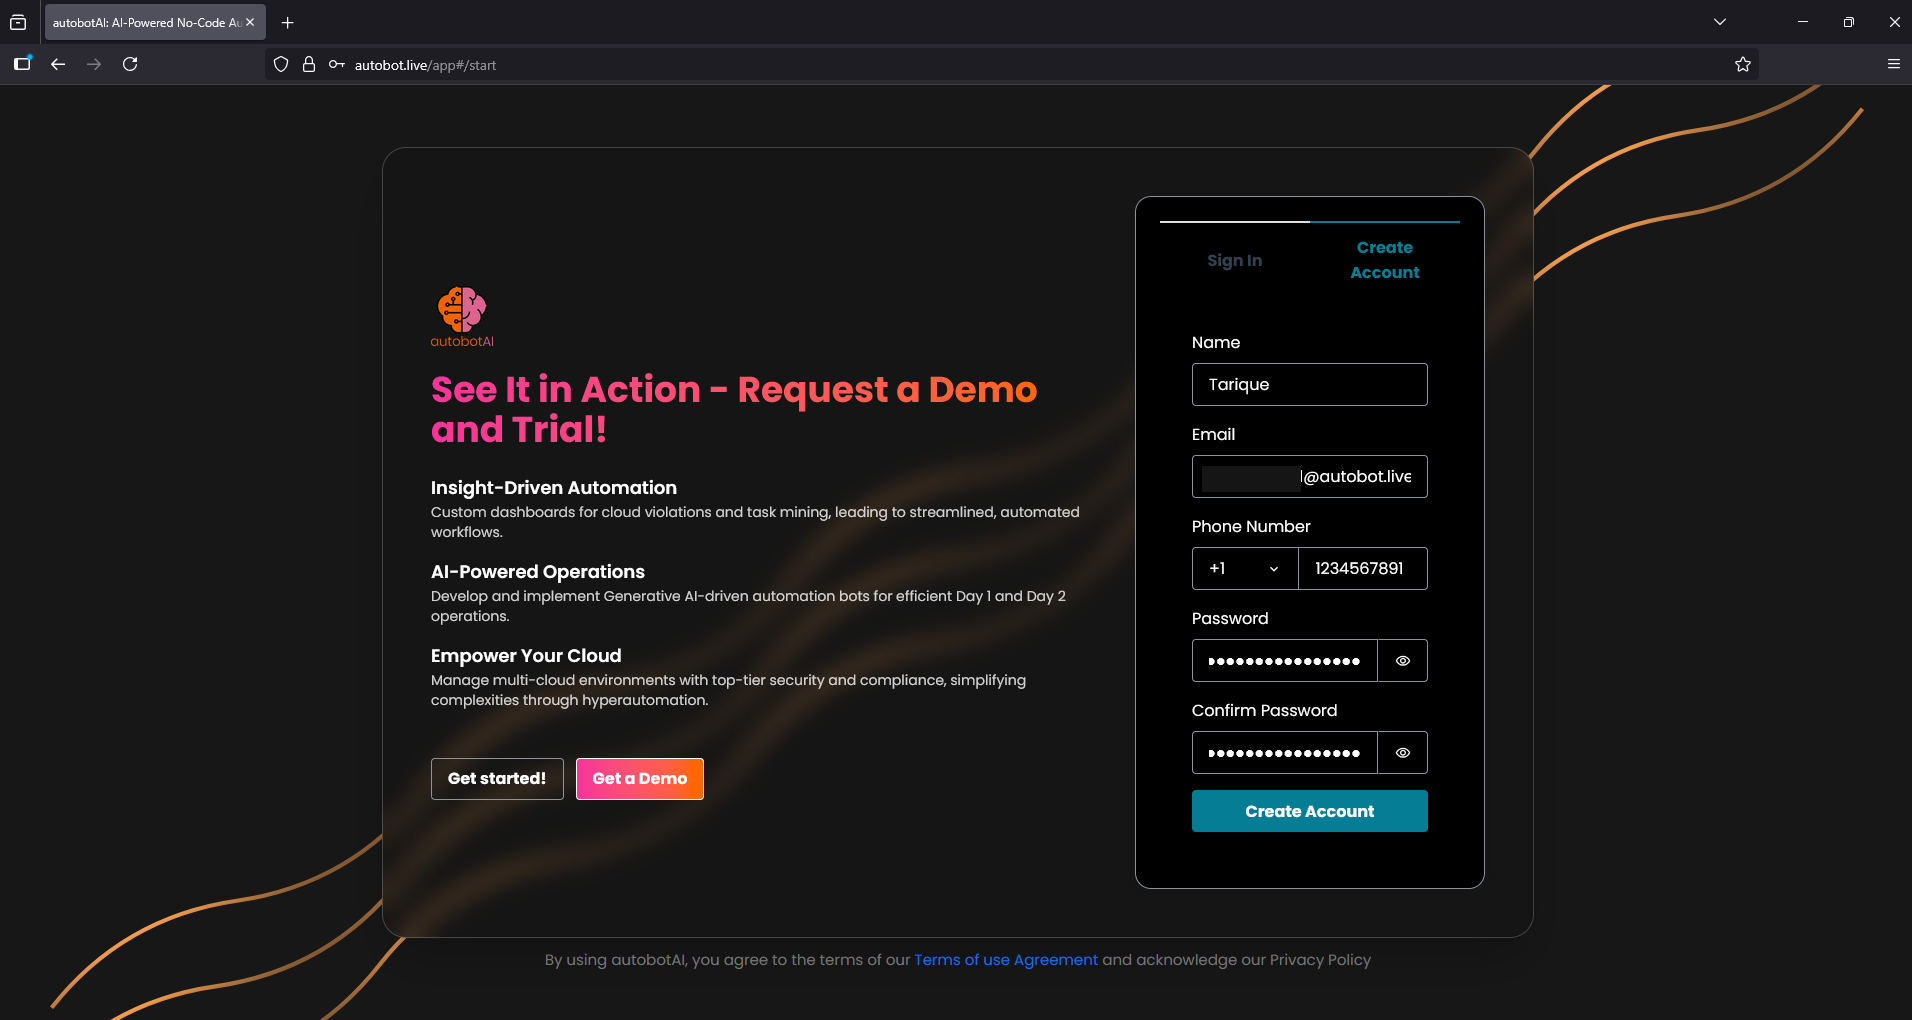 autobotAI: AI-Powered No-Code Au
autobot.live/app#/start
autobotAI
See It in Action - Request a Demo
and Trial!
Insight-Driven Automation
Custom dashboards for cloud violations and task mining, leading to streamlined, automated
workflows.
AI-Powered Operations
Develop and implement Generative AI-driven automation bots for efficient Day 1 and Day 2
operations.
Empower Your Cloud
Manage multi-cloud environments with top-tier security and compliance, simplifying
complexities through hyperautomation.
Get started! Get a Demo
Sign In
Create
Account
Name
Tarique
Email
@autobot.live
Phone Number
+1 1234567891
Password
Confirm Password
Create Account
By using autobotAI, you agree to the terms of our Terms of use Agreement and acknowledge our Privacy Policy